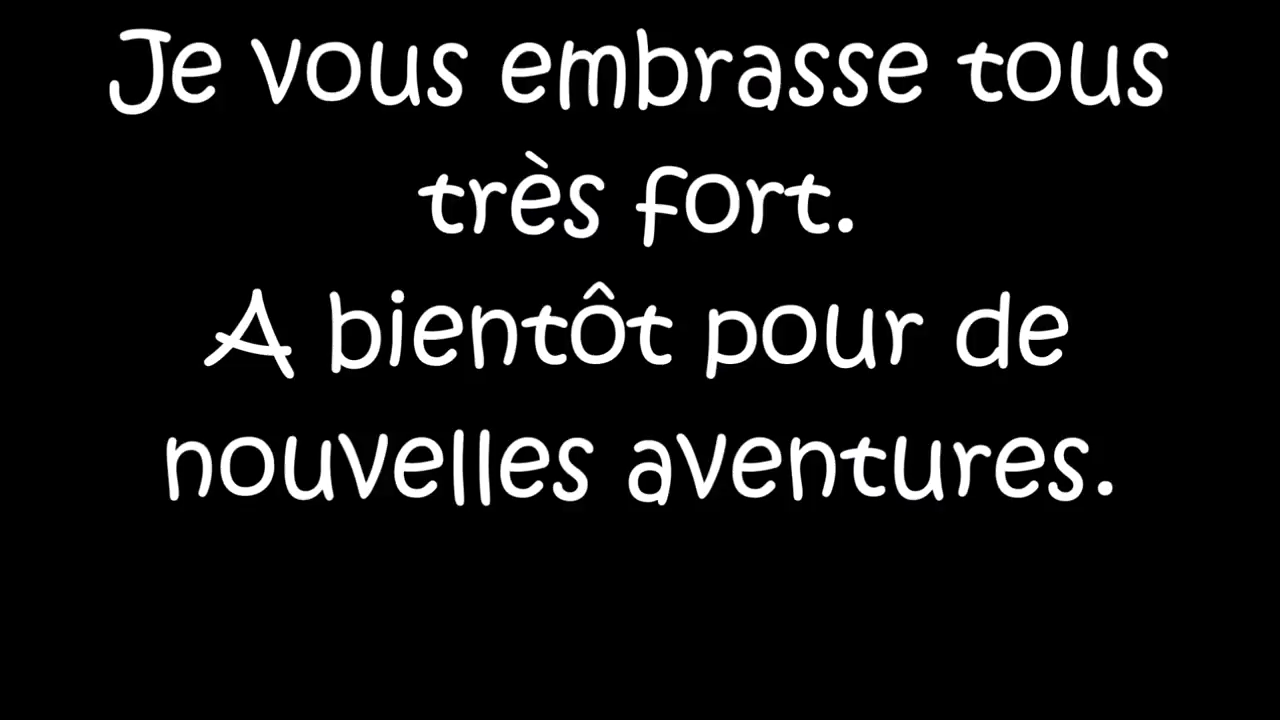 Je vous embrasse tous
très fort.
A bientôt pour de
nouvelles aventures.